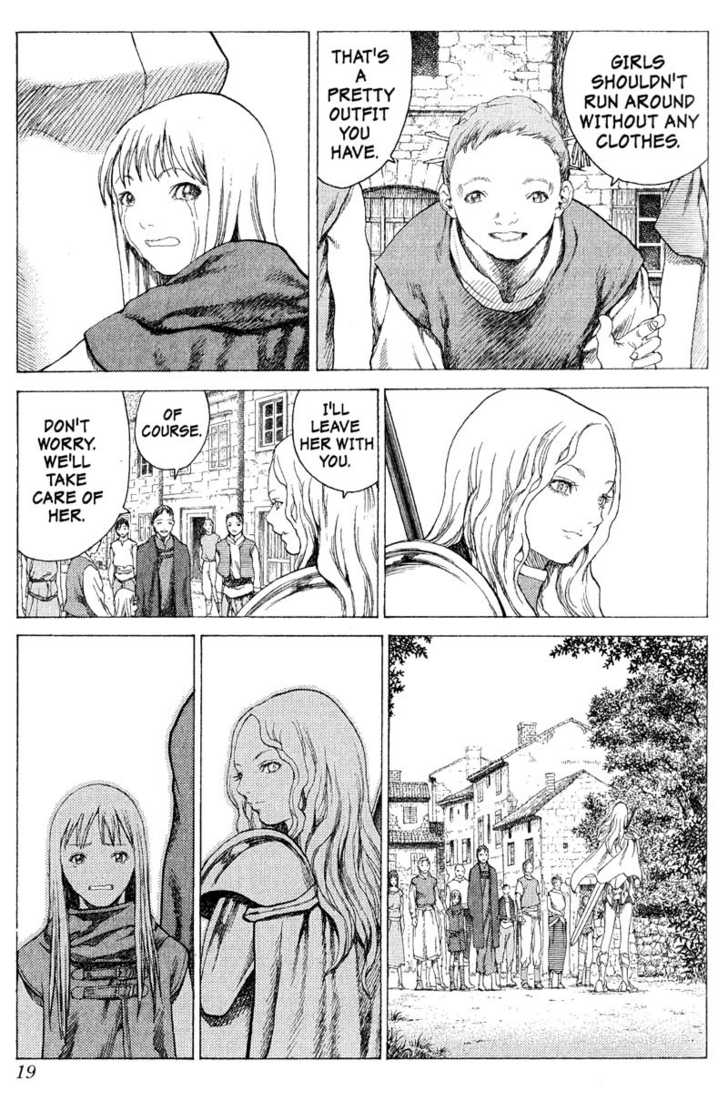 GIRLS
SHOULDN'T
RUN AROUND
WITHOUT ANY
CLOTHES.
THAT'S
A
PRETTY
OUTFIT
YOU
HAVE.
I'LL
LEAVE
HER WITH
YOU.
OF
COURSE.
DON'T
WORRY.
WE'LL
TAKE
CARE OF
HER.
19